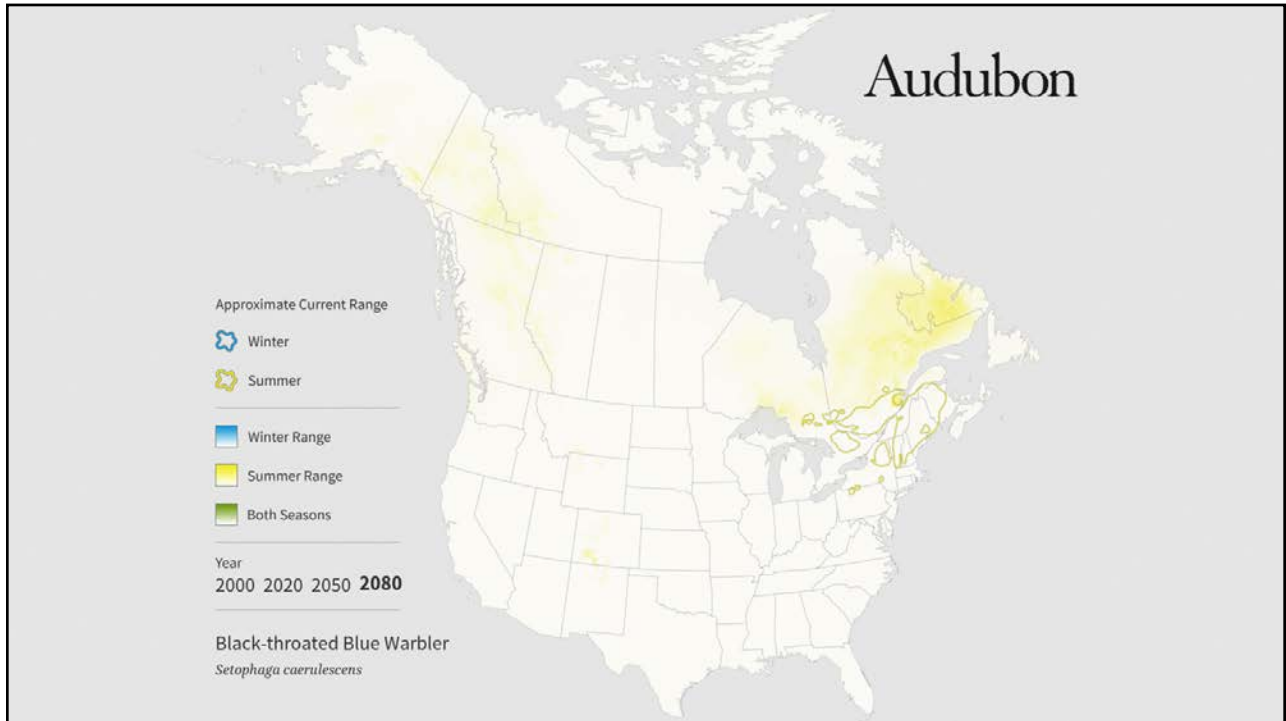 Audubon
Approximate Current Range
Winter
Summer
Winter Range
Summer Range
Both Seasons
Year
2000 2020 2050 2080
Black-throated Blue Warbler
Setophaga caerulescens